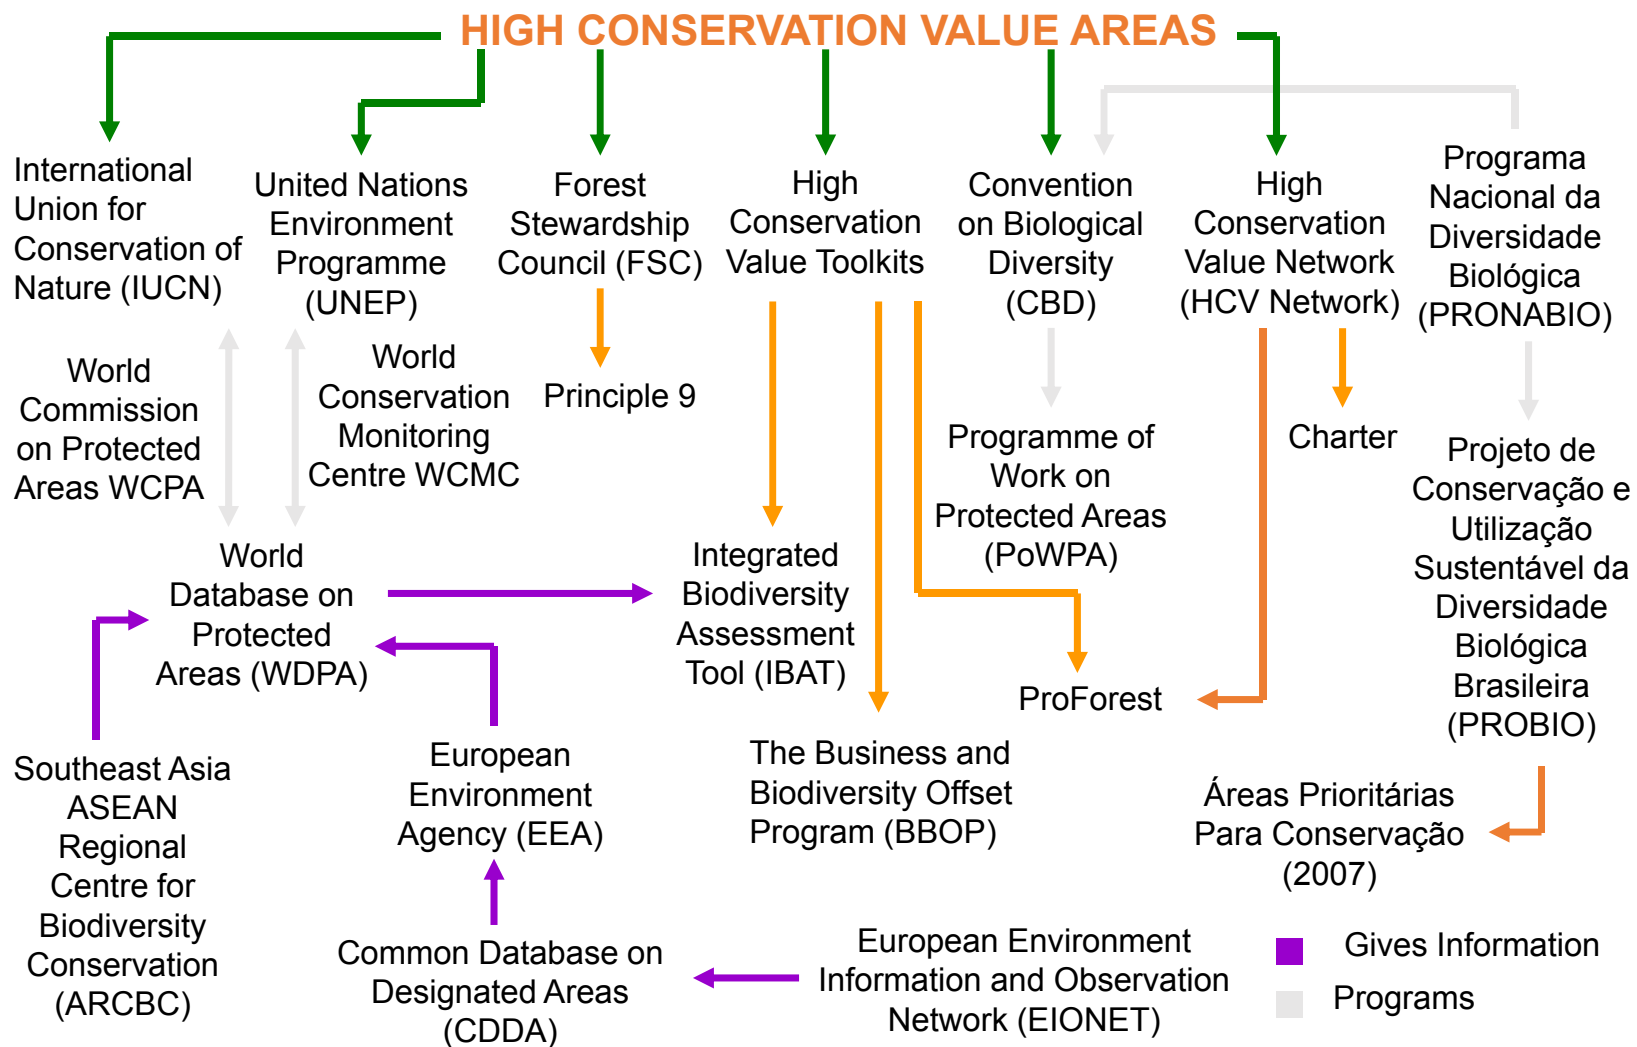 HIGH CONSERVATION VALUE AREAS
International
Union for
Conservation of
Nature (IUCN)
United Nations
Environment
Programme
(UNEP)
Forest
Stewardship
Council (FSC)
High
Conservation
Value Toolkits
Convention
on Biological
Diversity
(CBD)
High
Conservation
Value Network
(HCV Network)
Programa
Nacional da
Diversidade
Biológica
(PRONABIO)
World
Commission
on Protected
Areas WCPA
World
Conservation
Monitoring
Centre WCMC
Principle 9
Programme of
Work on
Protected Areas
(PoWPA)
Charter
Projeto de
Conservação e
Utilização
Sustentável da
Diversidade
Biológica
Brasileira
(PROBIO)
World
Database on
Protected
Areas (WDPA)
Integrated
Biodiversity
Assessment
Tool (IBAT)
ProForest
Southeast Asia
ASEAN
Regional
Centre for
Biodiversity
Conservation
(ARCBC)
European
Environment
Agency (EEA)
The Business and
Biodiversity Offset
Program (BBOP)
Áreas Prioritárias
Para Conservação
(2007)
Common Database on
Designated Areas
(CDDA)
European Environment
Information and Observation
Network (EIONET)
Gives Information
Programs